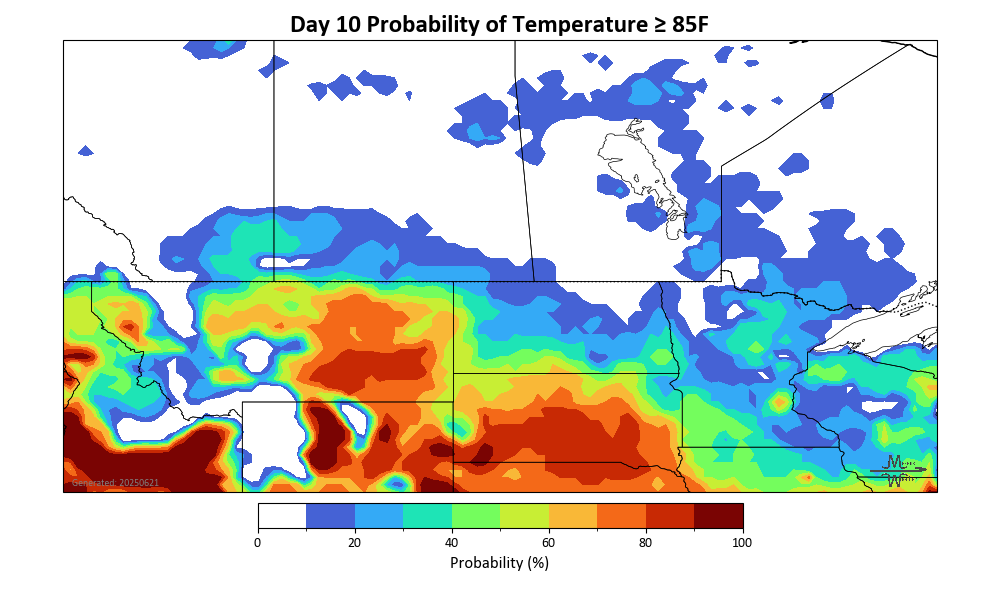 Day 10 Probability of Temperature ≥ 85F
Generated: 20250621
0 20 40 60 80 100
Probability (%)